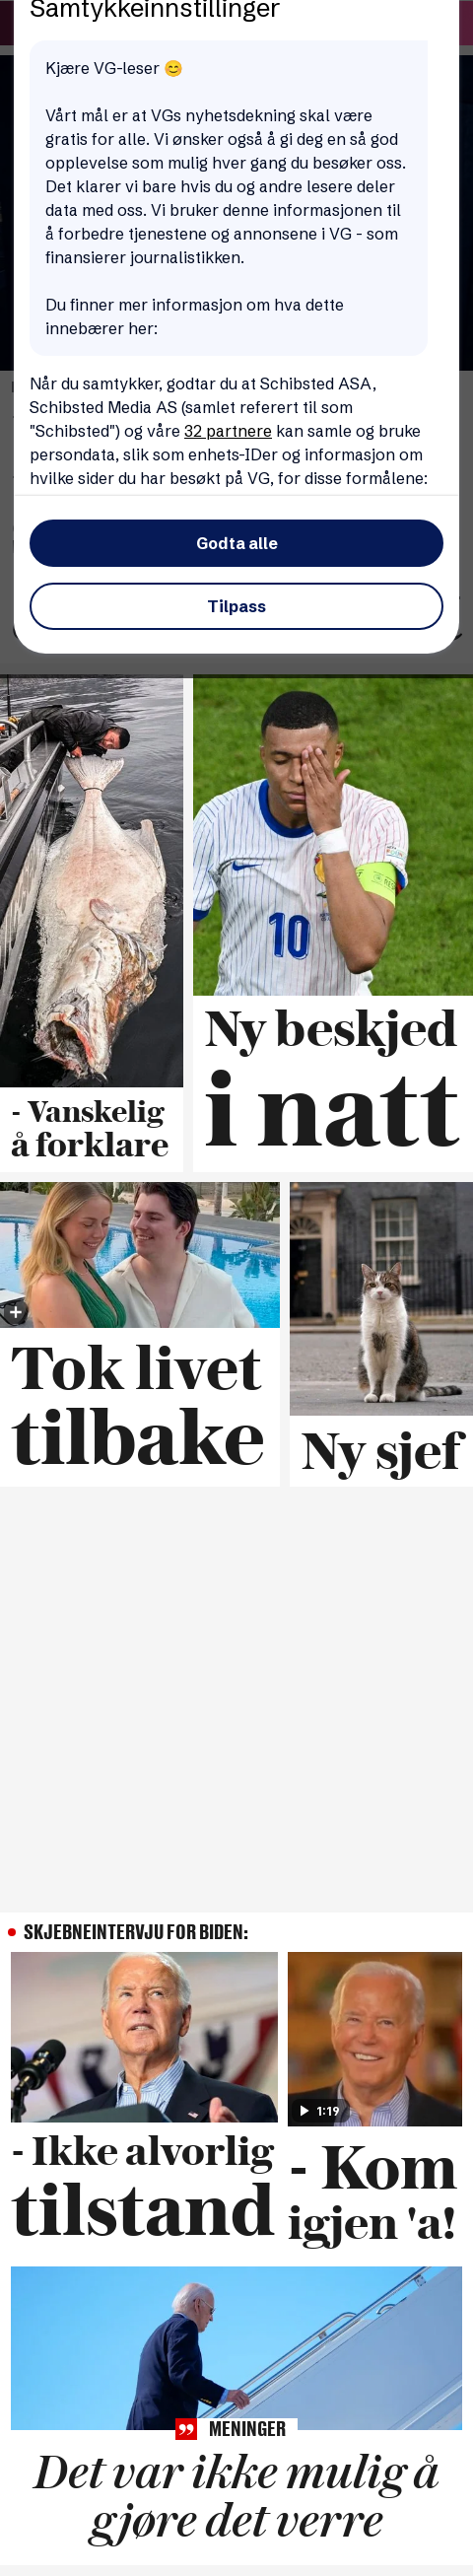 Samtykkeinnstillinger
Kjære VG-leser 😊
Vårt mål er at VGs nyhetsdekning skal være
gratis for alle. Vi ønsker også å gi deg en så god
opplevelse som mulig hver gang du besøker oss.
Det klarer vi bare hvis du og andre lesere deler
data med oss. Vi bruker denne informasjonen til
å forbedre tjenestene og annonsene i VG - som
finansierer journalistikken.
Du finner mer informasjon om hva dette
innebærer her:
Når du samtykker, godtar du at Schibsted ASA,
Schibsted Media AS (samlet referert til som
"Schibsted") og våre 32 partnere kan samle og bruke
persondata, slik som enhets-IDer og informasjon om
hvilke sider du har besøkt på VG, for disse formålene:
Godta alle
Tilpass
10
- Vanskelig
å forklare
Ny beskjed
i natt
Tok livet
tilbake
Ny sjef
SKJEBNEINTERVJU FOR BIDEN:
1:19
- Ikke alvorlig
tilstand
- Kom
igjen 'a!
MENINGER
Det var ikke mulig å
gjøre det verre